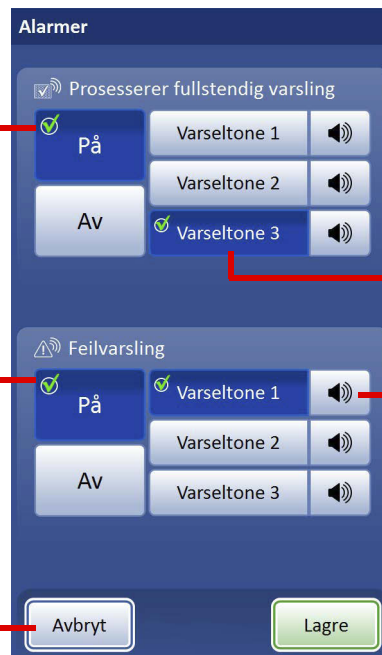 Alarmer
Prosesserer fullstendig varsling
På
Varseltone 1
Varseltone 2
Av
Varseltone 3
Feilvarsling
På
Varseltone 1
Varseltone 2
Av
Varseltone 3
Avbryt
Lagre